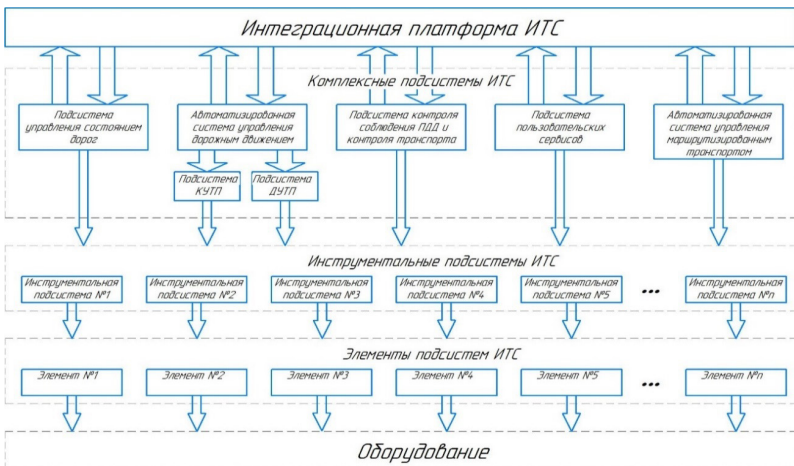 Интеграционная платформа ИТС
Комплексные подсистемы ИТС
Подсистема
управления состоянием
дорог
Автоматизированная
система управления
дорожным движением
Подсистема контроля
соблюдения ПДД и
контроля транспорта
Подсистема
пользовательских
сервисов
Автоматизированная
система управления
маршрутизированным
транспортом
Подсистема
КУТП
Подсистема
ДУТП
Инструментальные подсистемы ИТС
Инструментальная
подсистема №1
Инструментальная
подсистема №2
Инструментальная
подсистема №3
Инструментальная
подсистема №4
Инструментальная
подсистема №5
...
Инструментальная
подсистема №n
Элементы подсистем ИТС
Элемент №1
Элемент №2
Элемент №3
Элемент №4
Элемент №5
...
Элемент №n
Оборудование